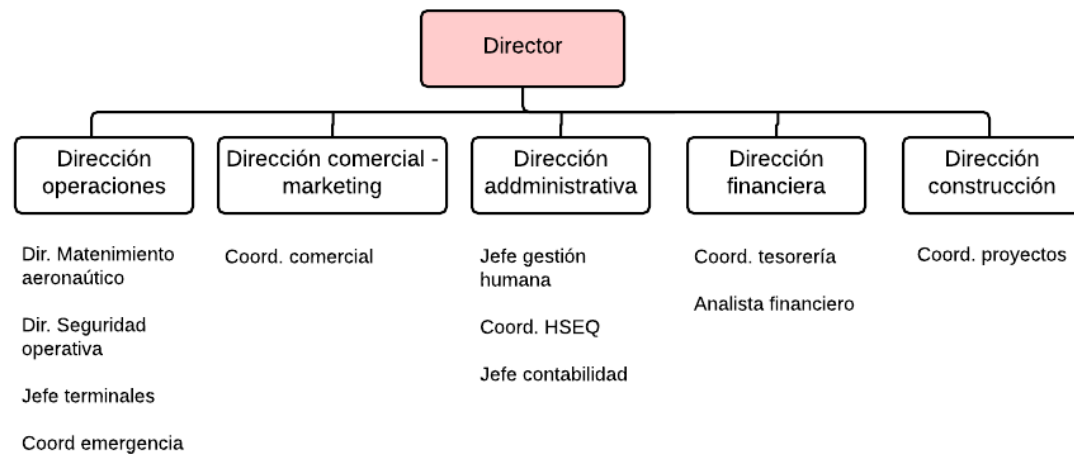 Director
Dirección
operaciones
Dirección comercial -
marketing
Dirección
addministrativa
Dirección
financiera
Dirección
construcción
Dir. Matenimiento
aeronaútico
Dir. Seguridad
operativa
Jefe terminales
Coord emergencia
Coord. comercial
Jefe gestión
humana
Coord. HSEQ
Jefe contabilidad
Coord. tesorería
Analista financiero
Coord. proyectos